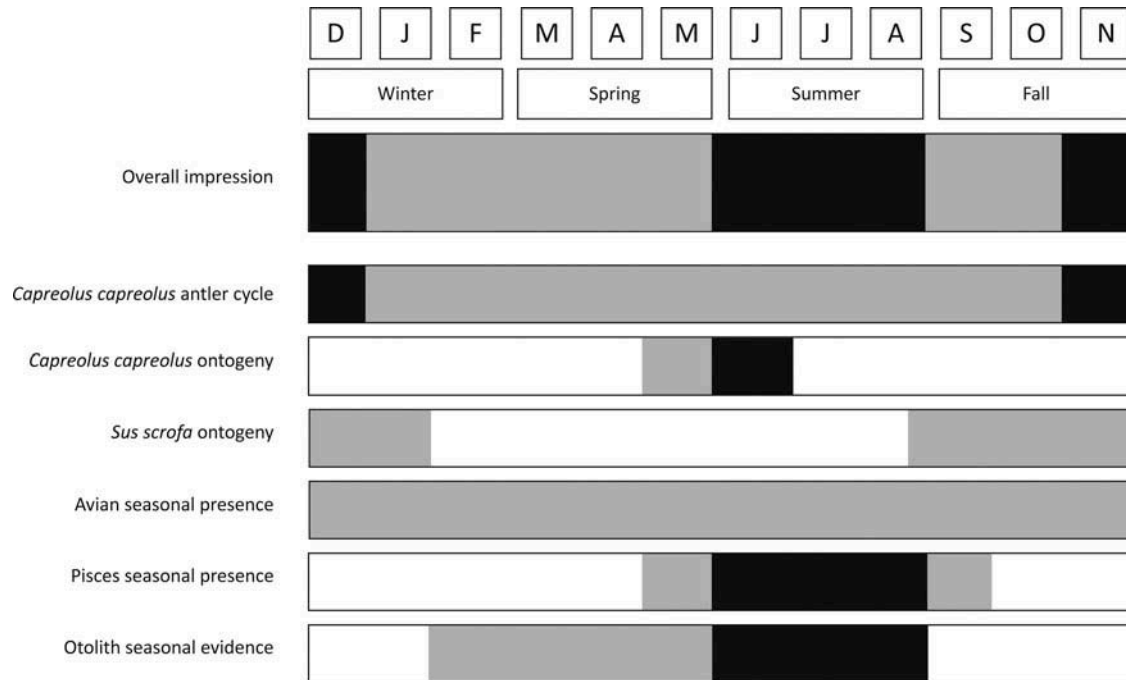 D J F M A M J J A S O N
Winter Spring Summer Fall
Overall impression
Capreolus capreolus antler cycle
Capreolus capreolus ontogeny
Sus scrofa ontogeny
Avian seasonal presence
Pisces seasonal presence
Otolith seasonal evidence